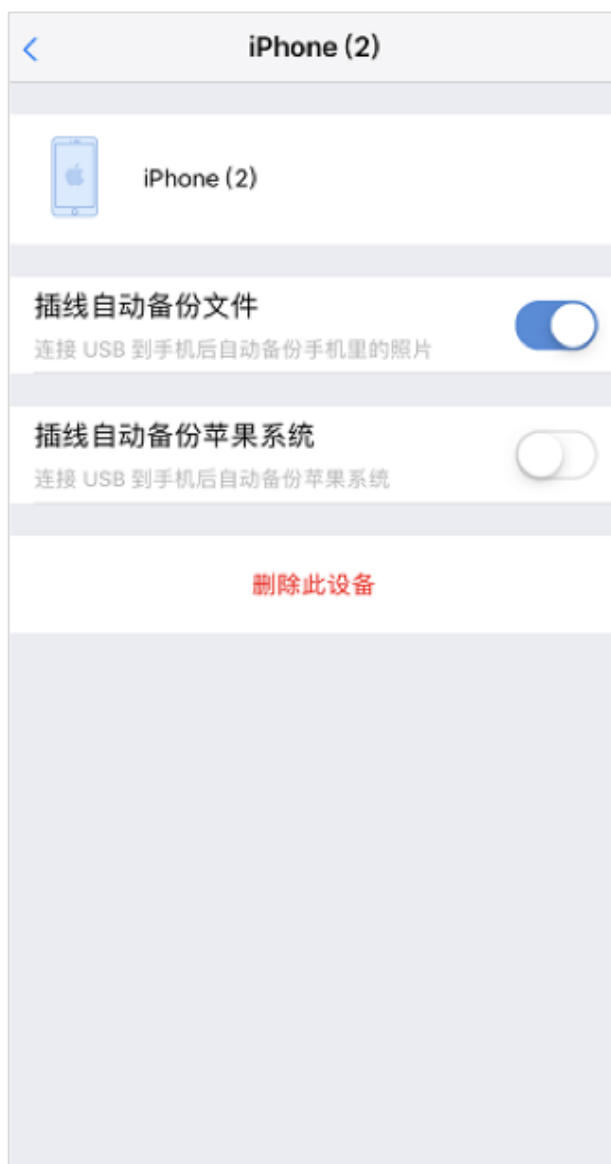 iPhone (2)
iPhone (2)
插线自动备份文件
连接 USB 到手机后自动备份手机里的照片
插线自动备份苹果系统
连接 USB 到手机后自动备份苹果系统
删除此设备